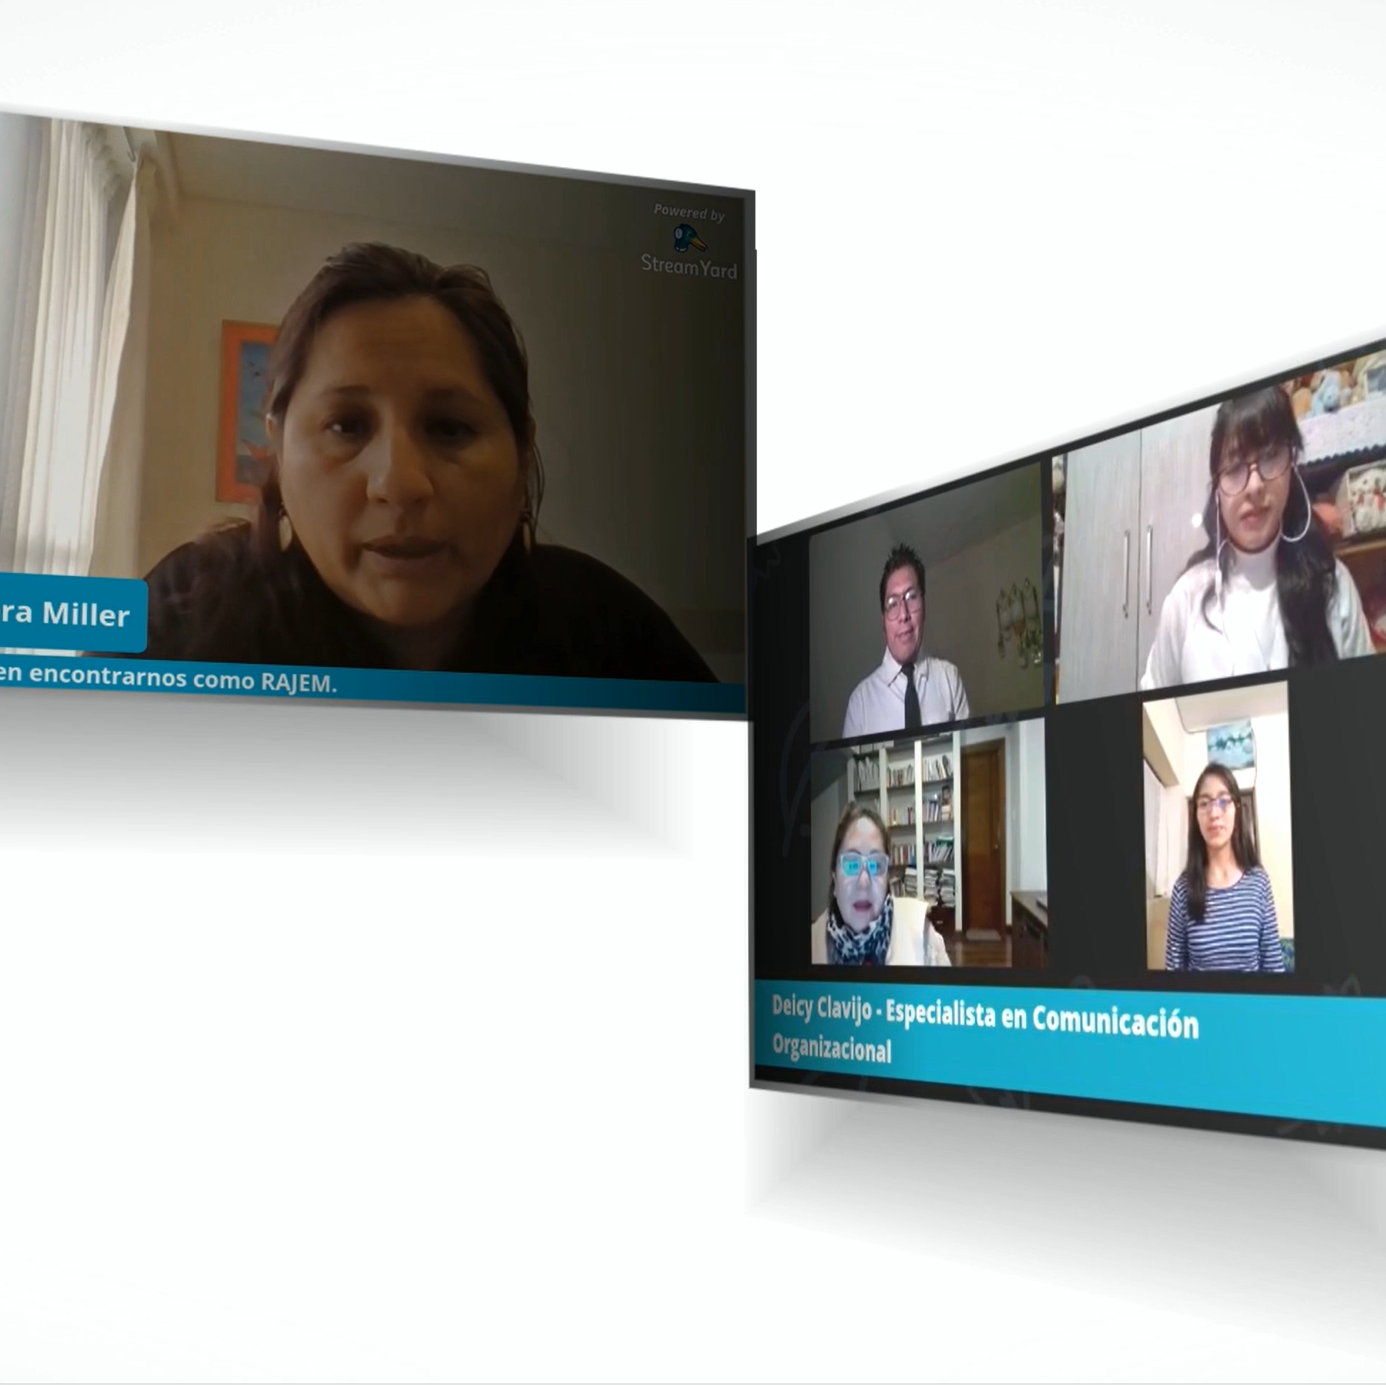 Powered by
StreamYard
ra Miller
en encontrarnos como RAJEM.
Deicy Clavijo - Especialista en Comunicación
Organizacional